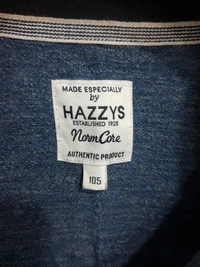 MADE ESPECIALLY
by
HAZZYS
ESTABLISHED 1928
NormCore
AUTHENTIC PRODUCT
105